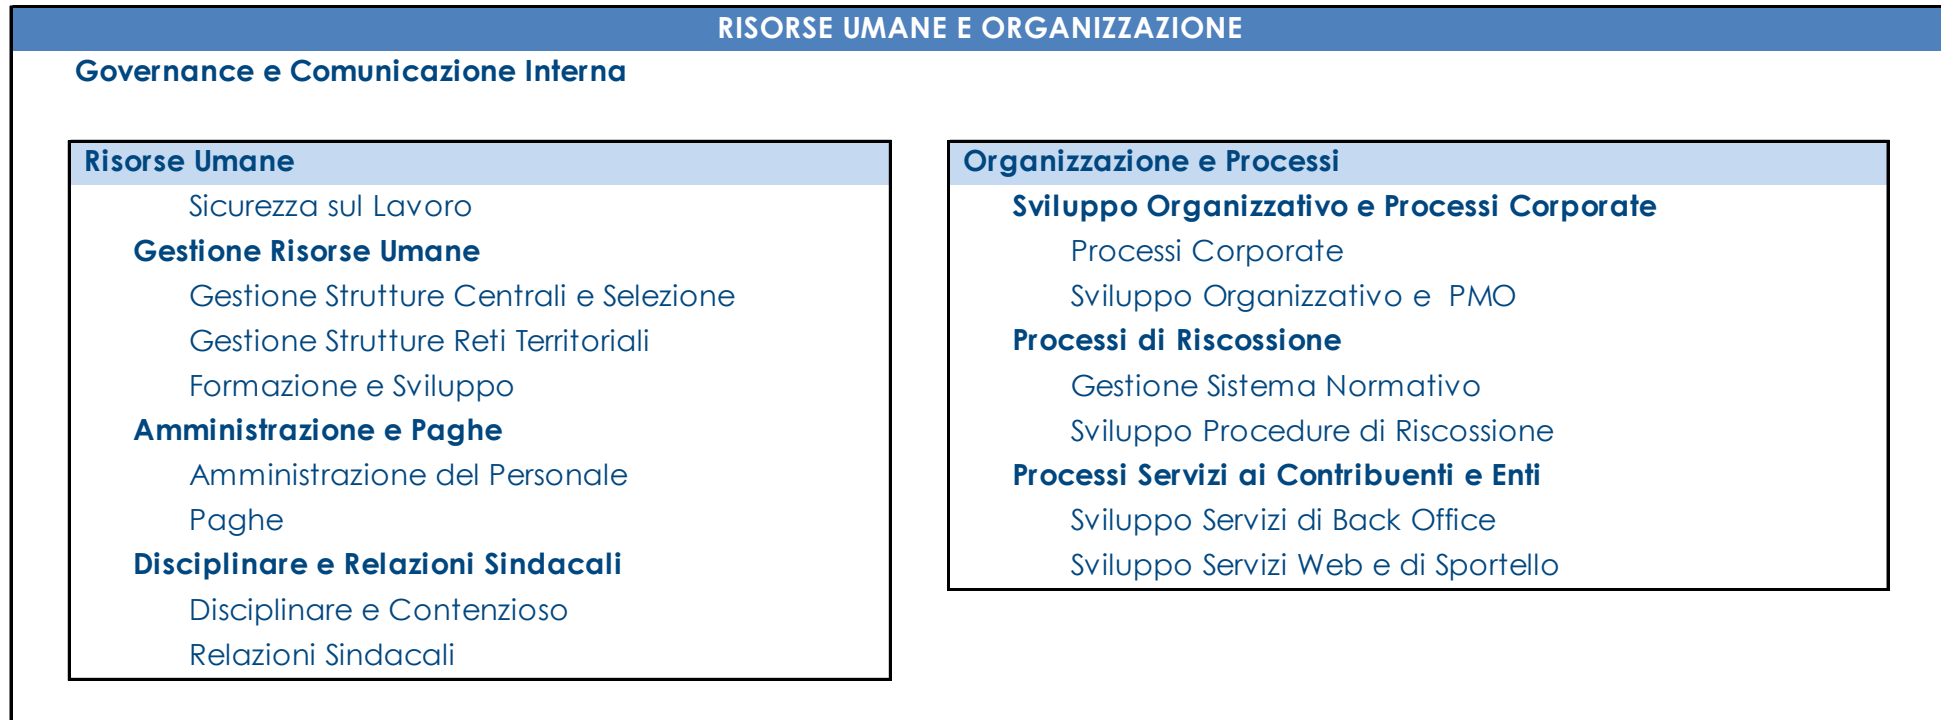 RISORSE UMANE E ORGANIZZAZIONE
Governance e Comunicazione Interna
Risorse Umane
Sicurezza sul Lavoro
Gestione Risorse Umane
Gestione Strutture Centrali e Selezione
Gestione Strutture Reti Territoriali
Formazione e Sviluppo
Amministrazione e Paghe
Amministrazione del Personale
Paghe
Disciplinare e Relazioni Sindacali
Disciplinare e Contenzioso
Relazioni Sindacali
Organizzazione e Processi
Sviluppo Organizzativo e Processi Corporate
Processi Corporate
Sviluppo Organizzativo e PMO
Processi di Riscossione
Gestione Sistema Normativo
Sviluppo Procedure di Riscossione
Processi Servizi ai Contribuenti e Enti
Sviluppo Servizi di Back Office
Sviluppo Servizi Web e di Sportello